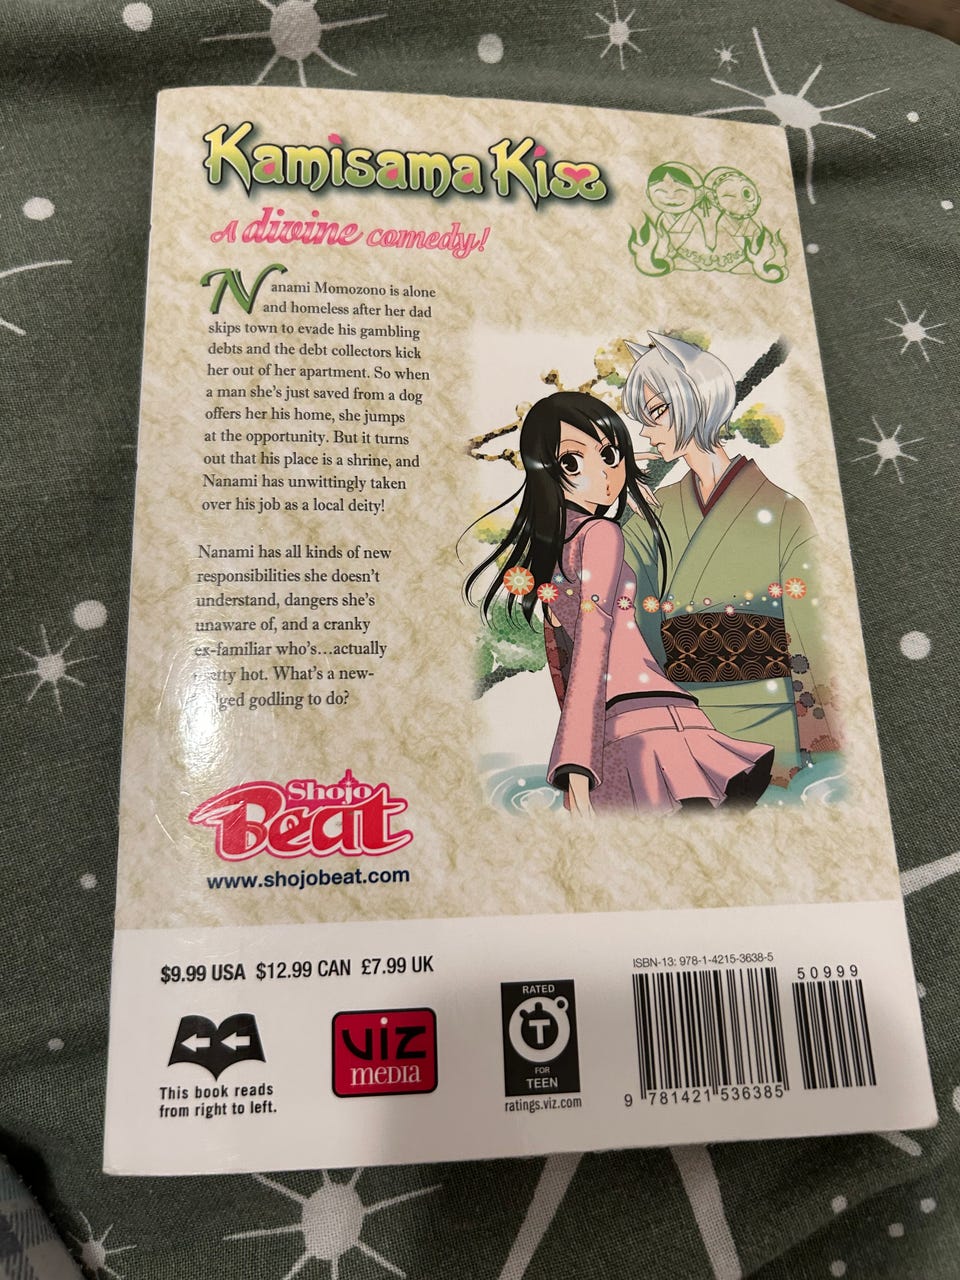 Kamisama Kiss
A divine comedy!
Nanami Momozono is alone
and homeless after her dad
skips town to evade his gambling
debts and the debt collectors kick
her out of her apartment. So when
a man she's just saved from a dog
offers her his home, she jumps
at the opportunity. But it turns
out that his place is a shrine, and
Nanami has unwittingly taken
over his job as a local deity!
Nanami has all kinds of new
responsibilities she doesn't
understand, dangers she's
unaware of, and a cranky
ex-familiar who's...actually
pretty hot. What's a new-
fledged godling to do?
Shojo
Beat
www.shojobeat.com
$9.99 USA $12.99 CAN £7.99 UK
This book reads
from right to left.
VIZ
MEDIA
RATED
T
FOR
TEEN
ratings.viz.com
ISBN-13: 978-1-4215-3638-5
50999
9 781421 536385